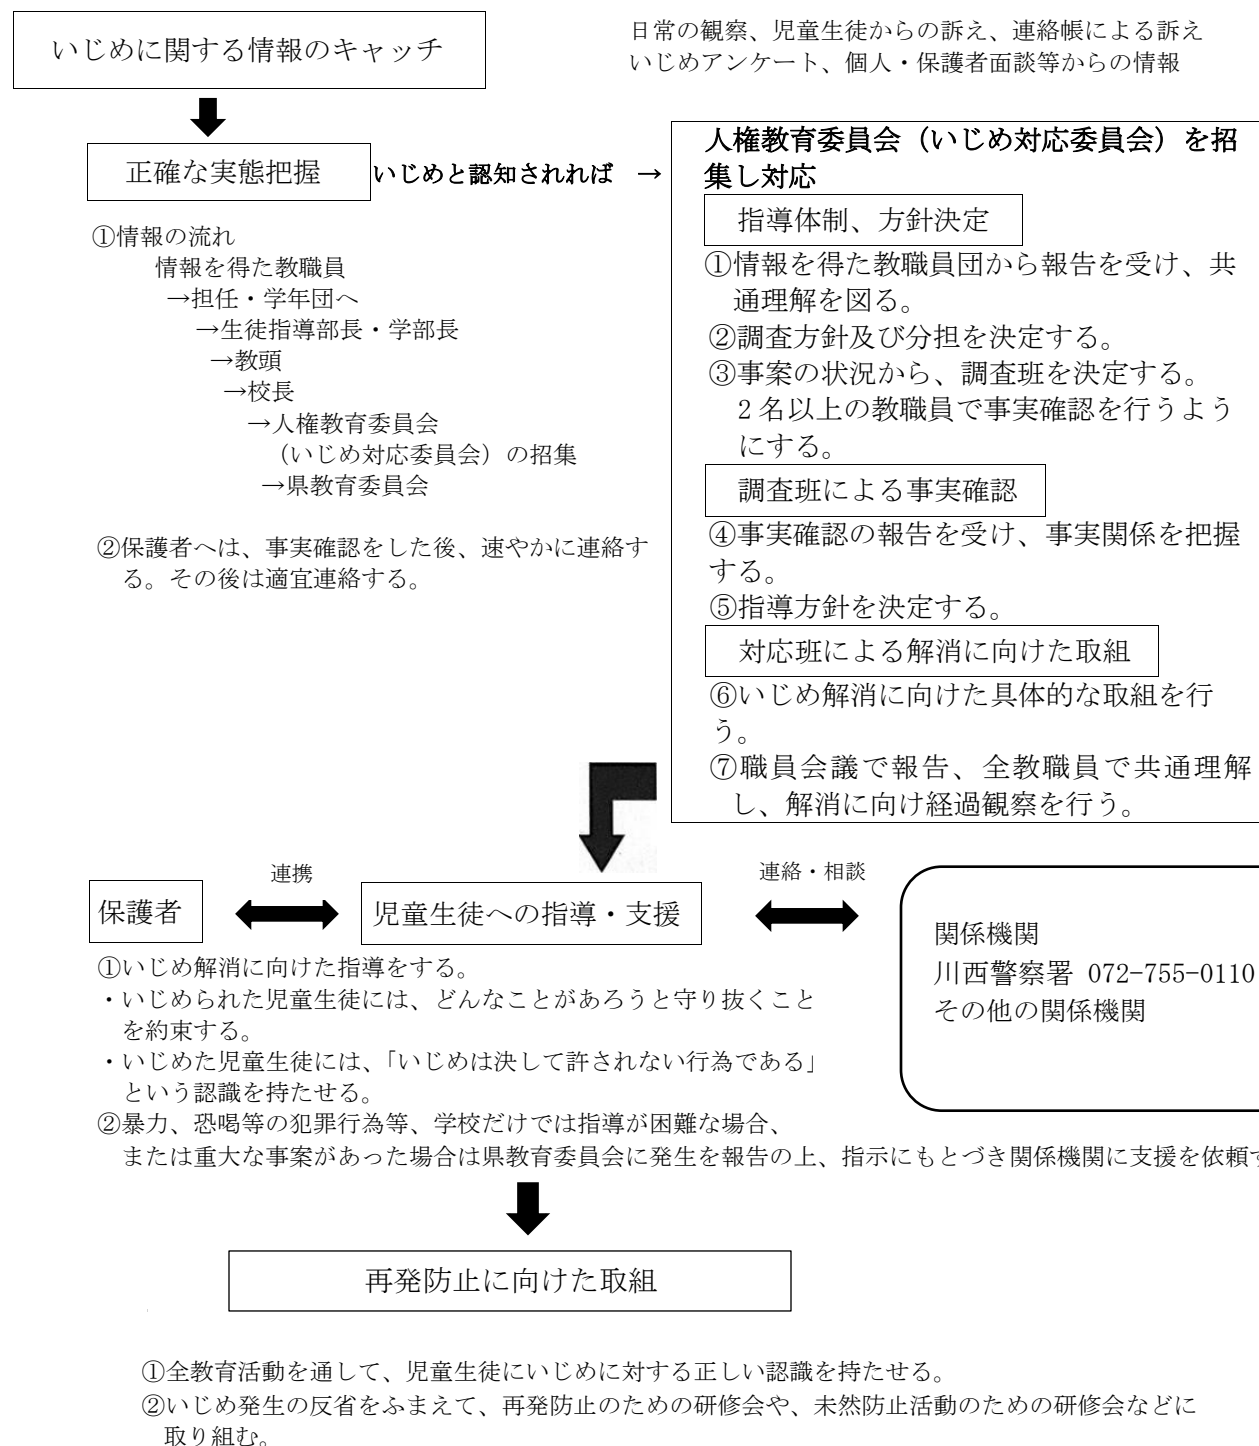 いじめに関する情報のキャッチ
日常の観察、児童生徒からの訴え、連絡帳による訴え
いじめアンケート、個人・保護者面談等からの情報
正確な実態把握
いじめと認知されれば　→
①情報の流れ
情報を得た教職員
→担任・学年団へ
→生徒指導部長・学部長
→教頭
→校長
→人権教育委員会
（いじめ対応委員会）の招集
→県教育委員会
②保護者へは、事実確認をした後、速やかに連絡す
る。その後は適宜連絡する。
人権教育委員会（いじめ対応委員会）を招
集し対応
指導体制、方針決定
①情報を得た教職員団から報告を受け、共
通理解を図る。
②調査方針及び分担を決定する。
③事案の状況から、調査班を決定する。
2名以上の教職員で事実確認を行うよう
にする。
調査班による事実確認
④事実確認の報告を受け、事実関係を把握
する。
⑤指導方針を決定する。
対応班による解消に向けた取組
⑥いじめ解消に向けた具体的な取組を行
う。
⑦職員会議で報告、全教職員で共通理解
し、解消に向け経過観察を行う。
保護者
連携
児童生徒への指導・支援
連絡・相談
関係機関
川西警察署 072-755-0110
その他の関係機関
①いじめ解消に向けた指導をする。
・いじめられた児童生徒には、どんなことがあろうと守り抜くこと
を約束する。
・いじめた児童生徒には、「いじめは決して許されない行為である」
という認識を持たせる。
②暴力、恐喝等の犯罪行為等、学校だけでは指導が困難な場合、
または重大な事案があった場合は県教育委員会に発生を報告の上、指示にもとづき関係機関に支援を依頼す
再発防止に向けた取組
①全教育活動を通して、児童生徒にいじめに対する正しい認識を持たせる。
②いじめ発生の反省をふまえて、再発防止のための研修会や、未然防止活動のための研修会などに
取り組む。